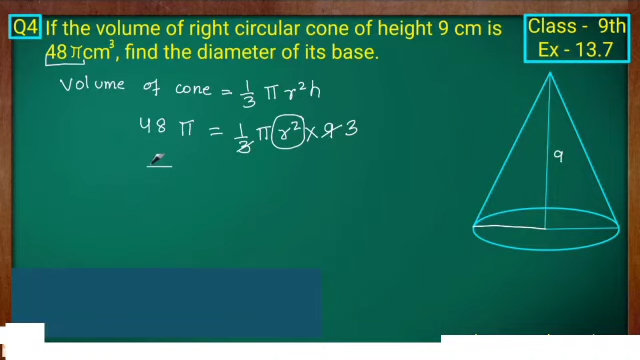 Q4 If the volume of right circular cone of height 9 cm is
48 π cm³, find the diameter of its base.
Class - 9th
Ex - 13.7
Volume of cone = 1/3 π r² h
48 π = 1/3 π r² × 9 3
9